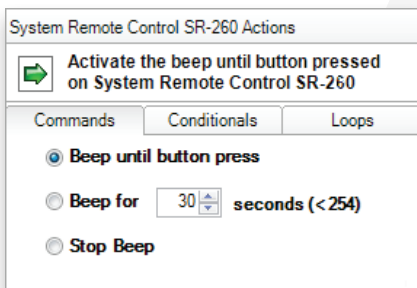 System Remote Control SR-260 Actions
Activate the beep until button pressed
on System Remote Control SR-260
Commands Conditionals Loops
Beep until button press
Beep for 30 seconds (<254)
Stop Beep